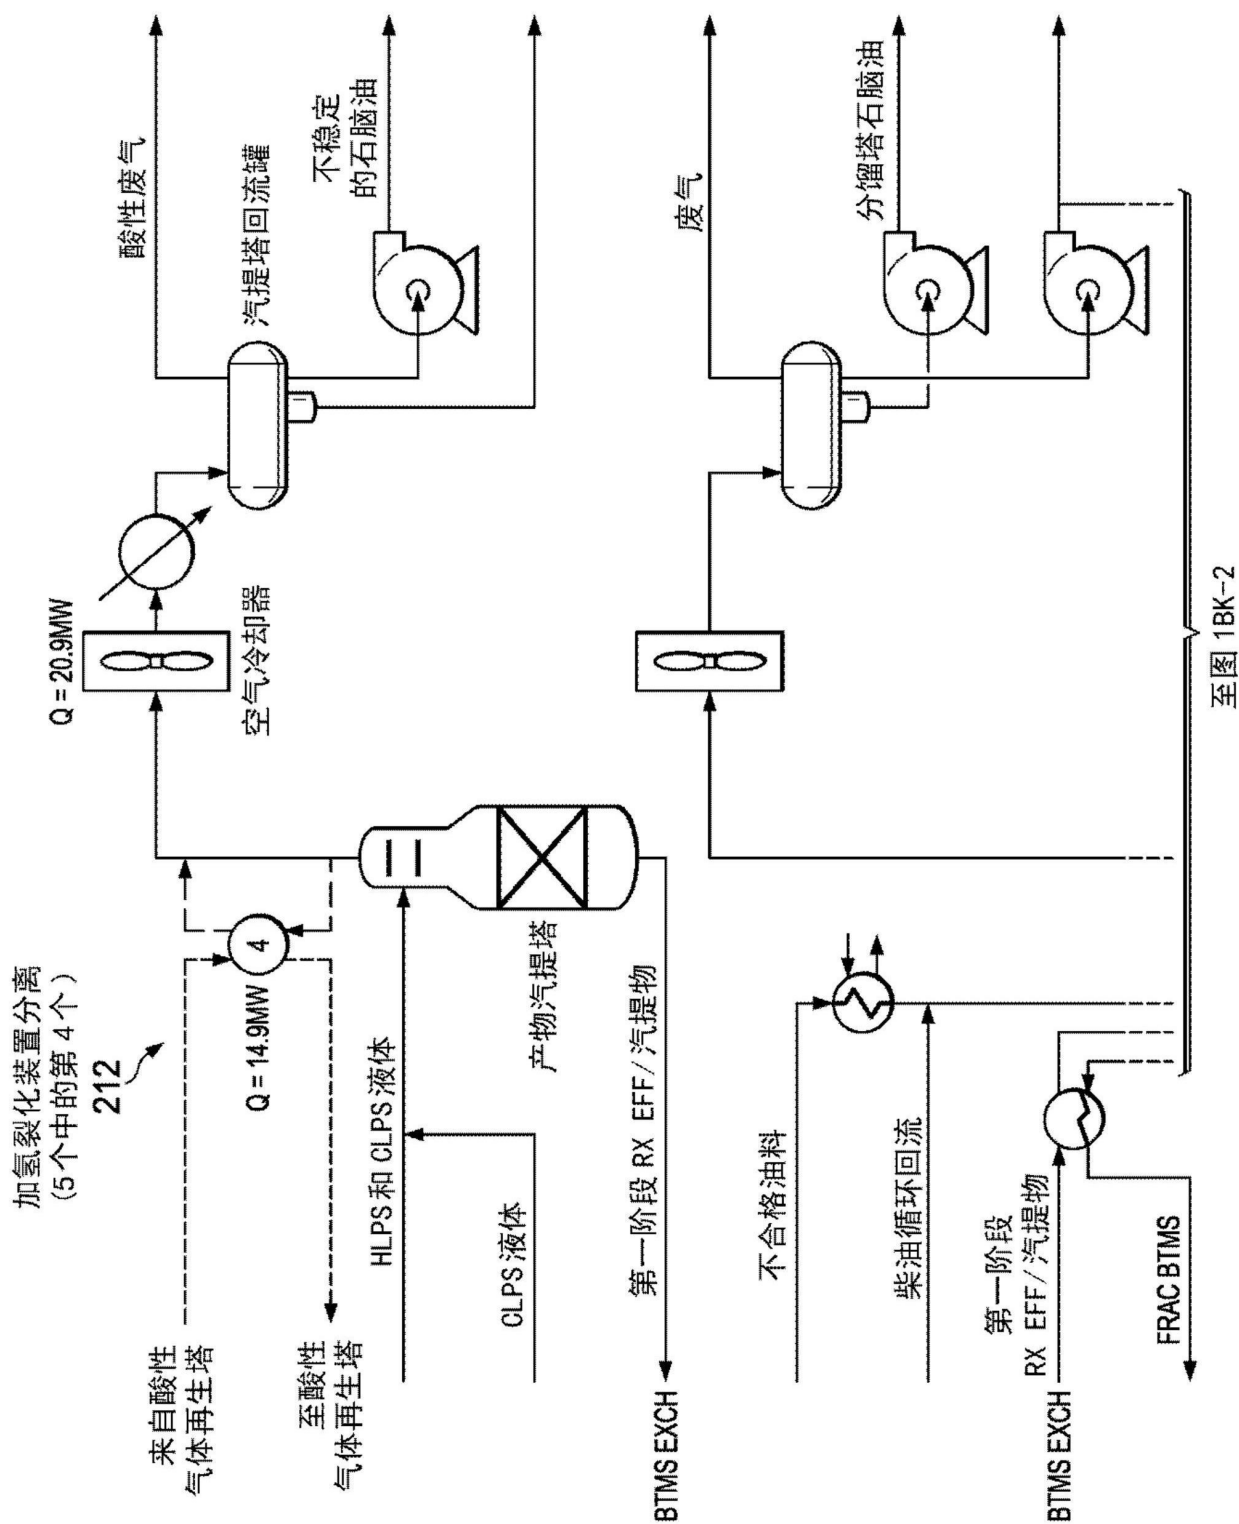 加氢裂化装置分离
(5个中的第4个)
212
来自酸性
气体再生塔
至酸性
气体再生塔
Q = 14.9MW
4
HLPS和CLPS液体
CLPS液体
第一阶段RX EFF/汽提物
BTMS EXCH
产物汽提塔
Q = 20.9MW
空气冷却器
酸性废气
汽提塔回流罐
不稳定
的石脑油
不合格油料
柴油循环回流
第一阶段
RX EFF/汽提物
BTMS EXCH
FRAC BTMS
废气
分馏塔石脑油
至图 1BK-2